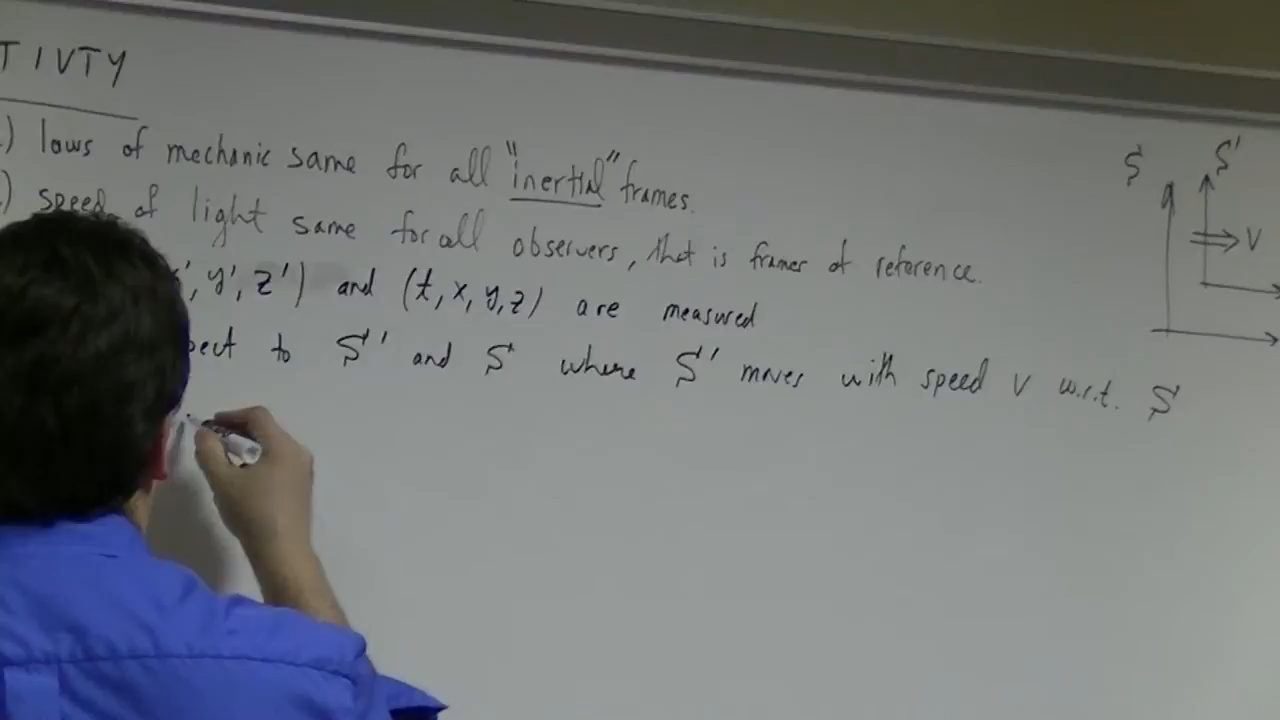 TIVTY
) laws of mechanic same for all "inertial" frames.
) speed of light same for all observers, that is frames of reference.
', y', z') and (t, x, y, z) are measured
pect to S' and S where S' moves with speed v w.r.t. S
S S'
V